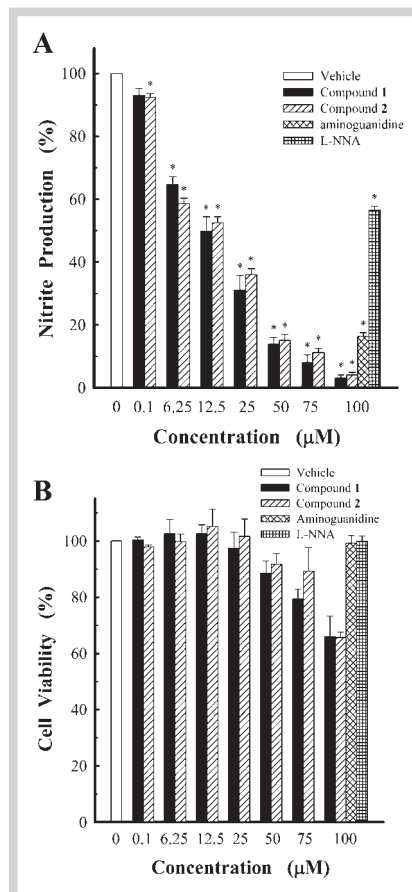 A
Vehicle
Compound 1
Compound 2
aminoguanidine
L-NNA
Nitrite Production (%)
100
80
60
40
20
0
* * * * * * * * * * * * * * *
0 0.1 6.25 12.5 25 50 75 100
Concentration (μM)
B
Vehicle
Compound 1
Compound 2
Aminoguanidine
L-NNA
Cell Viability (%)
100
80
60
40
20
0
0 0.1 6.25 12.5 25 50 75 100
Concentration (μM)